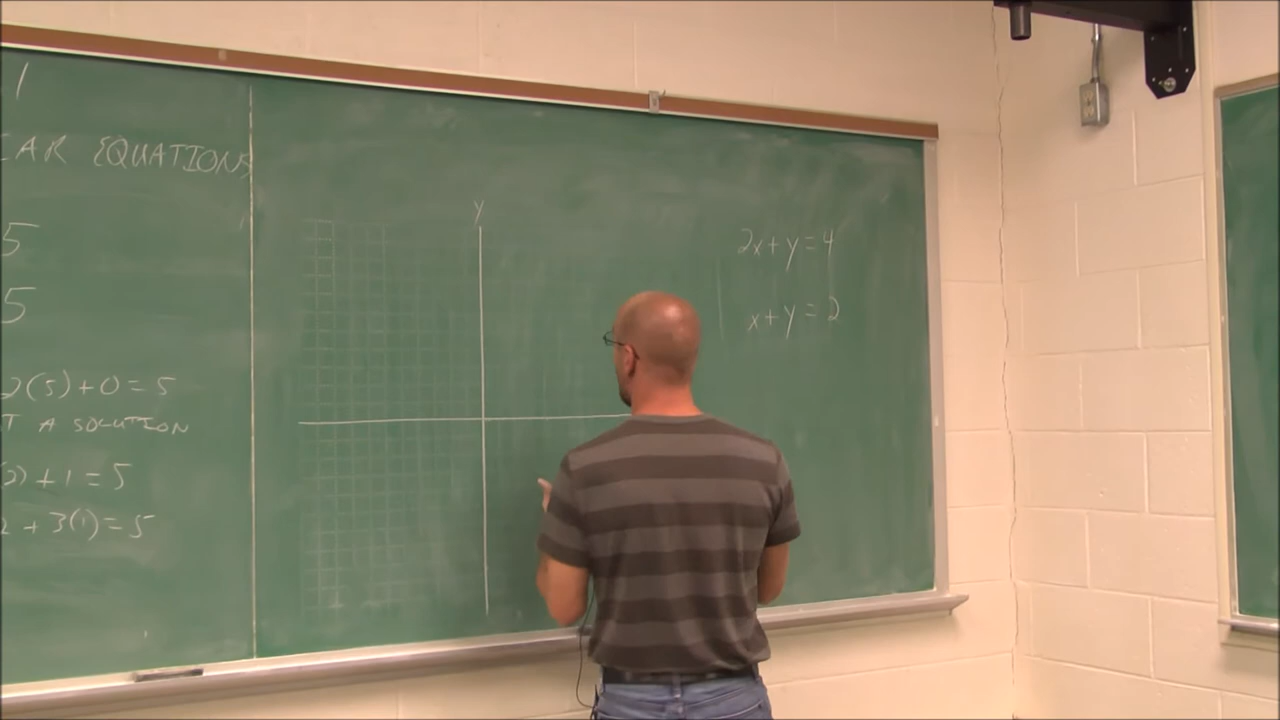 1
EAR EQUATIONS
5
5
2(5)+0=5
T A SOLUTION
(2)+1=5
2+3(1)=5
y
2x+y=4
x+y=2